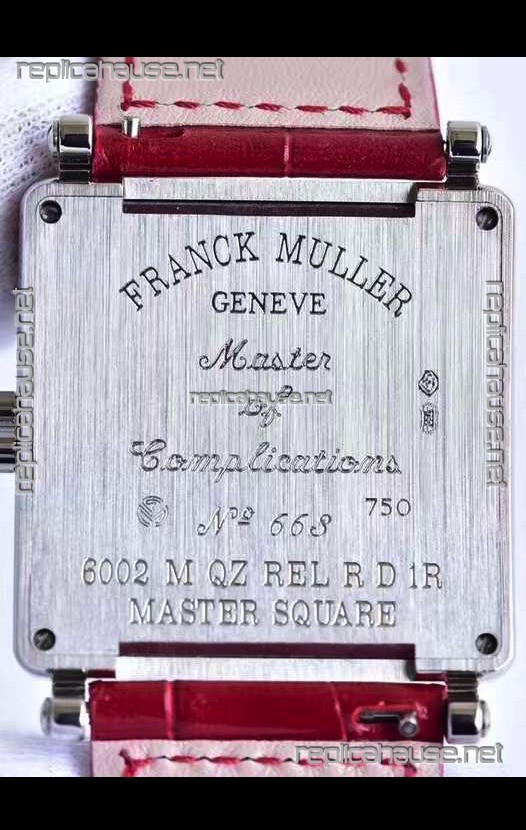 replicahause.net
FRANCK MULLER
GENEVE
Master
replicahause.net
of
Complications
750
Nº 663
6002 M QZ REL R D 1R
MASTER SQUARE
replicahause.net
replicahause.net
replicahause.net